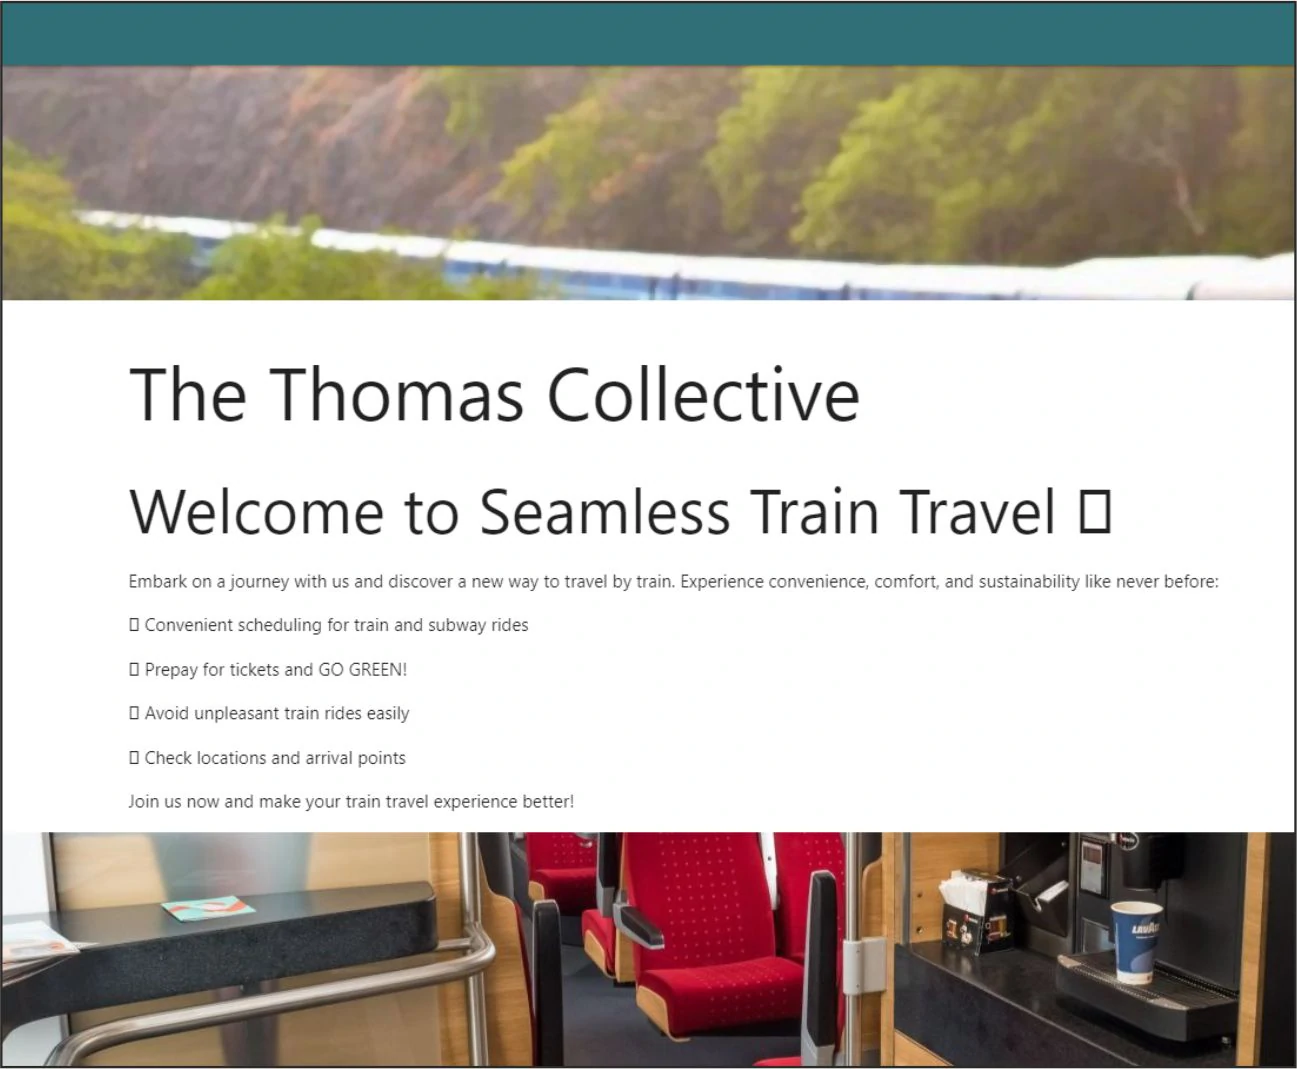 The Thomas Collective
Welcome to Seamless Train Travel 
Embark on a journey with us and discover a new way to travel by train. Experience convenience, comfort, and sustainability like never before:
Convenient scheduling for train and subway rides
Prepay for tickets and GO GREEN!
Avoid unpleasant train rides easily
Check locations and arrival points
Join us now and make your train travel experience better!
LAVAZZA